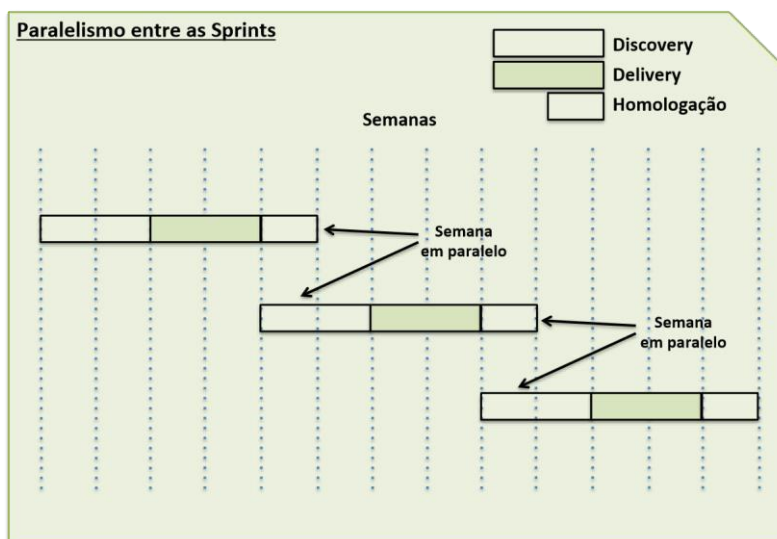 Paralelismo entre as Sprints
Discovery
Delivery
Homologação
Semanas
Semana
em paralelo
Semana
em paralelo